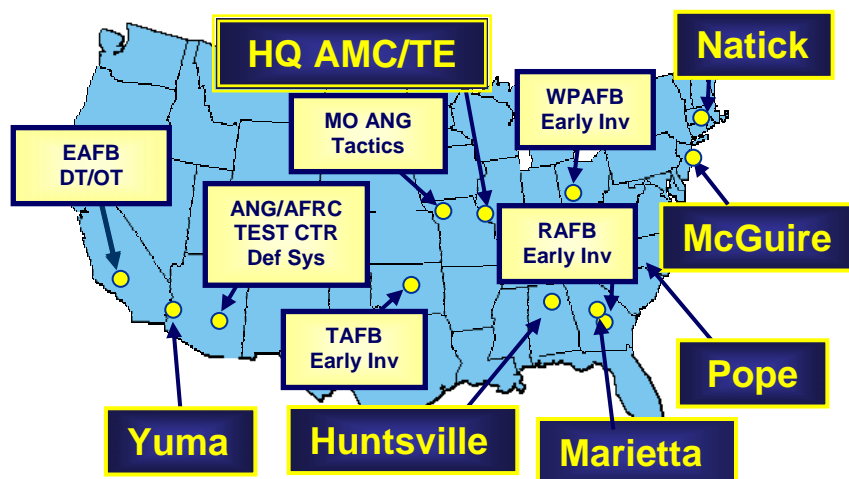 HQ AMC/TE
Natick
MO ANG
Tactics
WPAFB
Early Inv
EAFB
DT/OT
ANG/AFRC
TEST CTR
Def Sys
RAFB
Early Inv
McGuire
TAFB
Early Inv
Pope
Yuma
Huntsville
Marietta